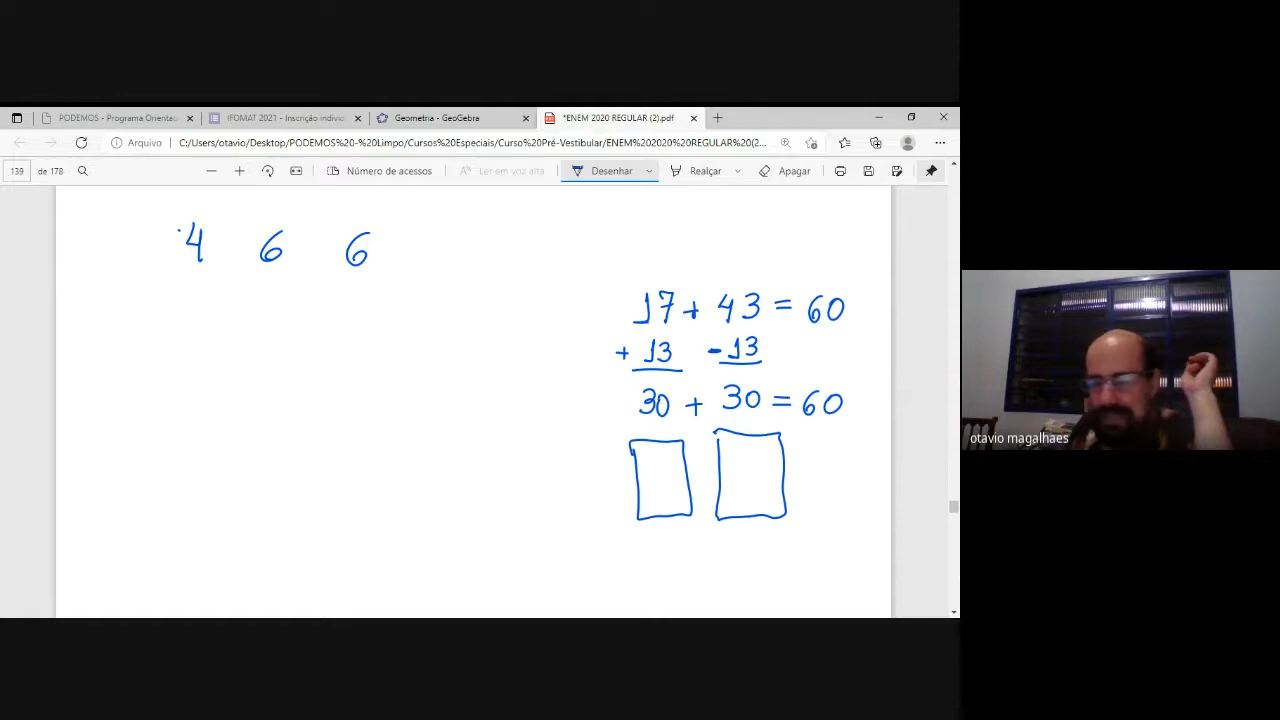 PODEMOS - Programa Orientac
IFOMAT 2021 - Inscrição individ
Geometria - GeoGebra
*ENEM 2020 REGULAR (2).pdf
Arquivo C:/Users/otavio/Desktop/PODEMOS%20-%20Limpo/Cursos%20Especiais/Curso%20Pré-Vestibular/ENEM%202020%20REGULAR%20(2...
139 de 178 Número de acessos Ler em voz alta Desenhar Realçar Apagar
4 6 6
17 + 43 = 60
+ 13 - 13
30 + 30 = 60
otavio magalhaes